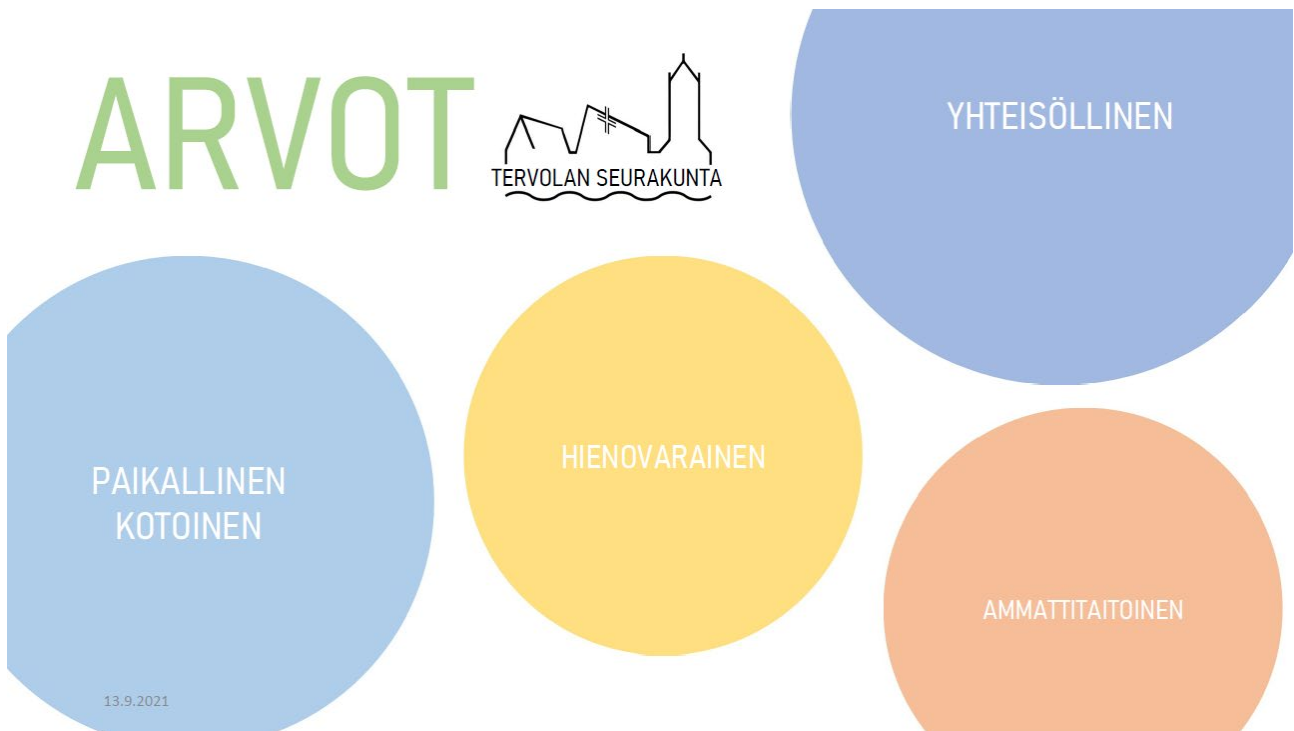 ARVOT
TERVOLAN SEURAKUNTA
YHTEISÖLLINEN
PAIKALLINEN
KOTOINEN
HIENOVARAINEN
AMMATTITAITOINEN
13.9.2021